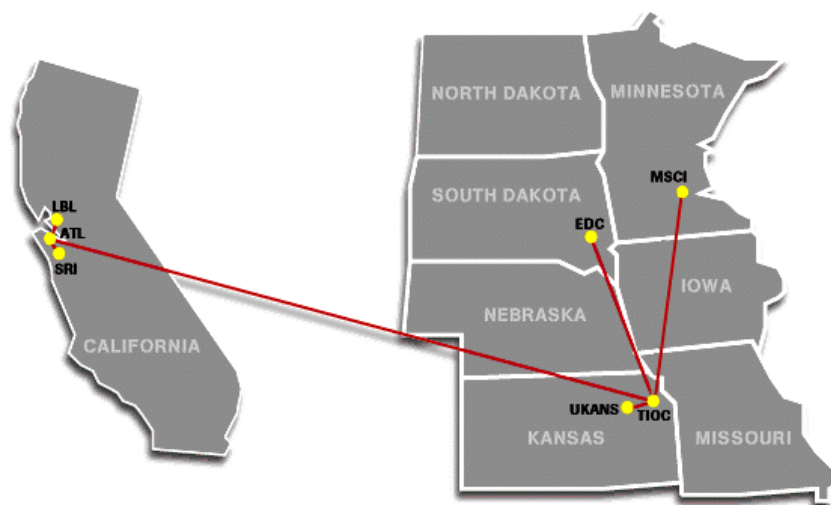 NORTH DAKOTA
MINNESOTA
SOUTH DAKOTA
MSCI
LBL
ATL
SRI
EDC
IOWA
NEBRASKA
CALIFORNIA
UKANS
TIOC
KANSAS
MISSOURI